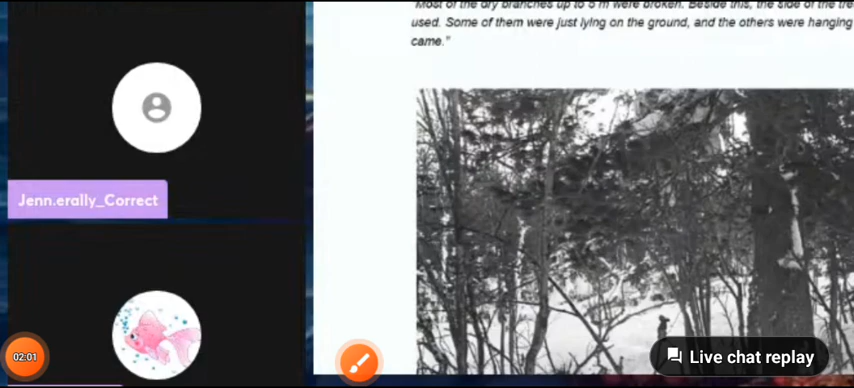 "Most of the dry branches up to 5 m were broken. Beside this, the side of the tre
used. Some of them were just lying on the ground, and the others were hanging
came."
Jenn.erally_Correct
02:01
Live chat replay